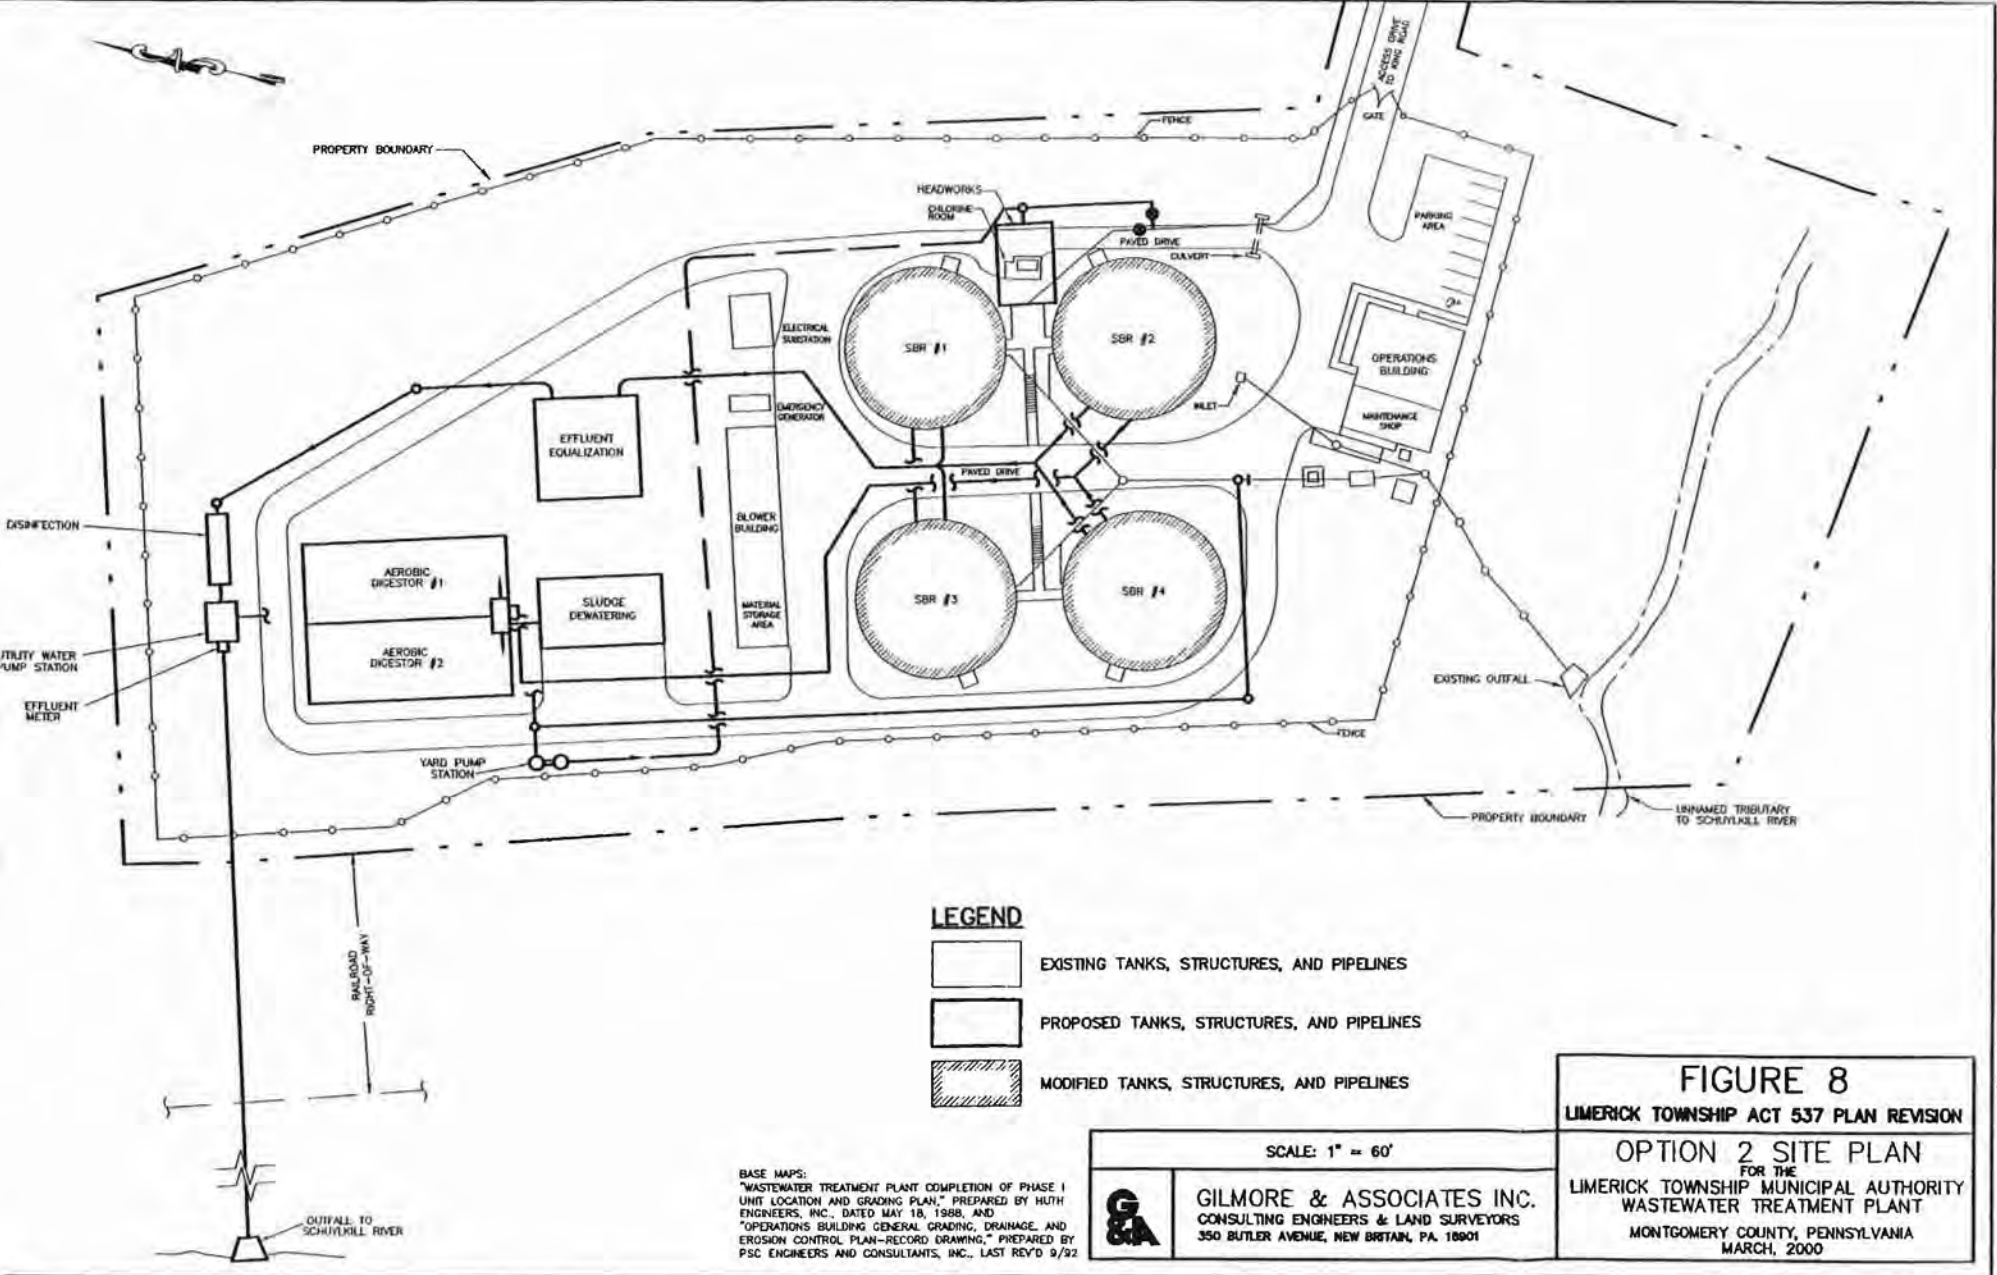 ACCESS DRIVE
TO KING ROAD
GATE
FENCE
PROPERTY BOUNDARY
HEADWORKS
CHLORINE
ROOM
PAVED DRIVE
CULVERT
PARKING
AREA
ELECTRICAL
SUBSTATION
SBR #1
SBR #2
OPERATIONS
BUILDING
EMERGENCY
GENERATOR
INLET
MAINTENANCE
SHOP
EFFLUENT
EQUALIZATION
PAVED DRIVE
DISINFECTION
BLOWER
BUILDING
AEROBIC
DIGESTOR #1
SLUDGE
DEWATERING
MATERIAL
STORAGE
AREA
SBR #3
SBR #4
UTILITY WATER
PUMP STATION
AEROBIC
DIGESTOR #2
EFFLUENT
METER
EXISTING OUTFALL
FENCE
YARD PUMP
STATION
PROPERTY BOUNDARY
UNNAMED TRIBUTARY
TO SCHUYLKILL RIVER
RAILROAD
RIGHT-OF-WAY
OUTFALL TO
SCHUYLKILL RIVER
LEGEND
EXISTING TANKS, STRUCTURES, AND PIPELINES
PROPOSED TANKS, STRUCTURES, AND PIPELINES
MODIFIED TANKS, STRUCTURES, AND PIPELINES
BASE MAPS:
"WASTEWATER TREATMENT PLANT COMPLETION OF PHASE I
UNIT LOCATION AND GRADING PLAN," PREPARED BY HUTH
ENGINEERS, INC., DATED MAY 18, 1988, AND
"OPERATIONS BUILDING GENERAL GRADING, DRAINAGE, AND
EROSION CONTROL PLAN-RECORD DRAWING," PREPARED BY
PSC ENGINEERS AND CONSULTANTS, INC., LAST REV'D 9/92
SCALE: 1" = 60'
G&A
GILMORE & ASSOCIATES INC.
CONSULTING ENGINEERS & LAND SURVEYORS
350 BUTLER AVENUE, NEW BRITAIN, PA. 18901
FIGURE 8
LIMERICK TOWNSHIP ACT 537 PLAN REVISION
OPTION 2 SITE PLAN
FOR THE
LIMERICK TOWNSHIP MUNICIPAL AUTHORITY
WASTEWATER TREATMENT PLANT
MONTGOMERY COUNTY, PENNSYLVANIA
MARCH, 2000